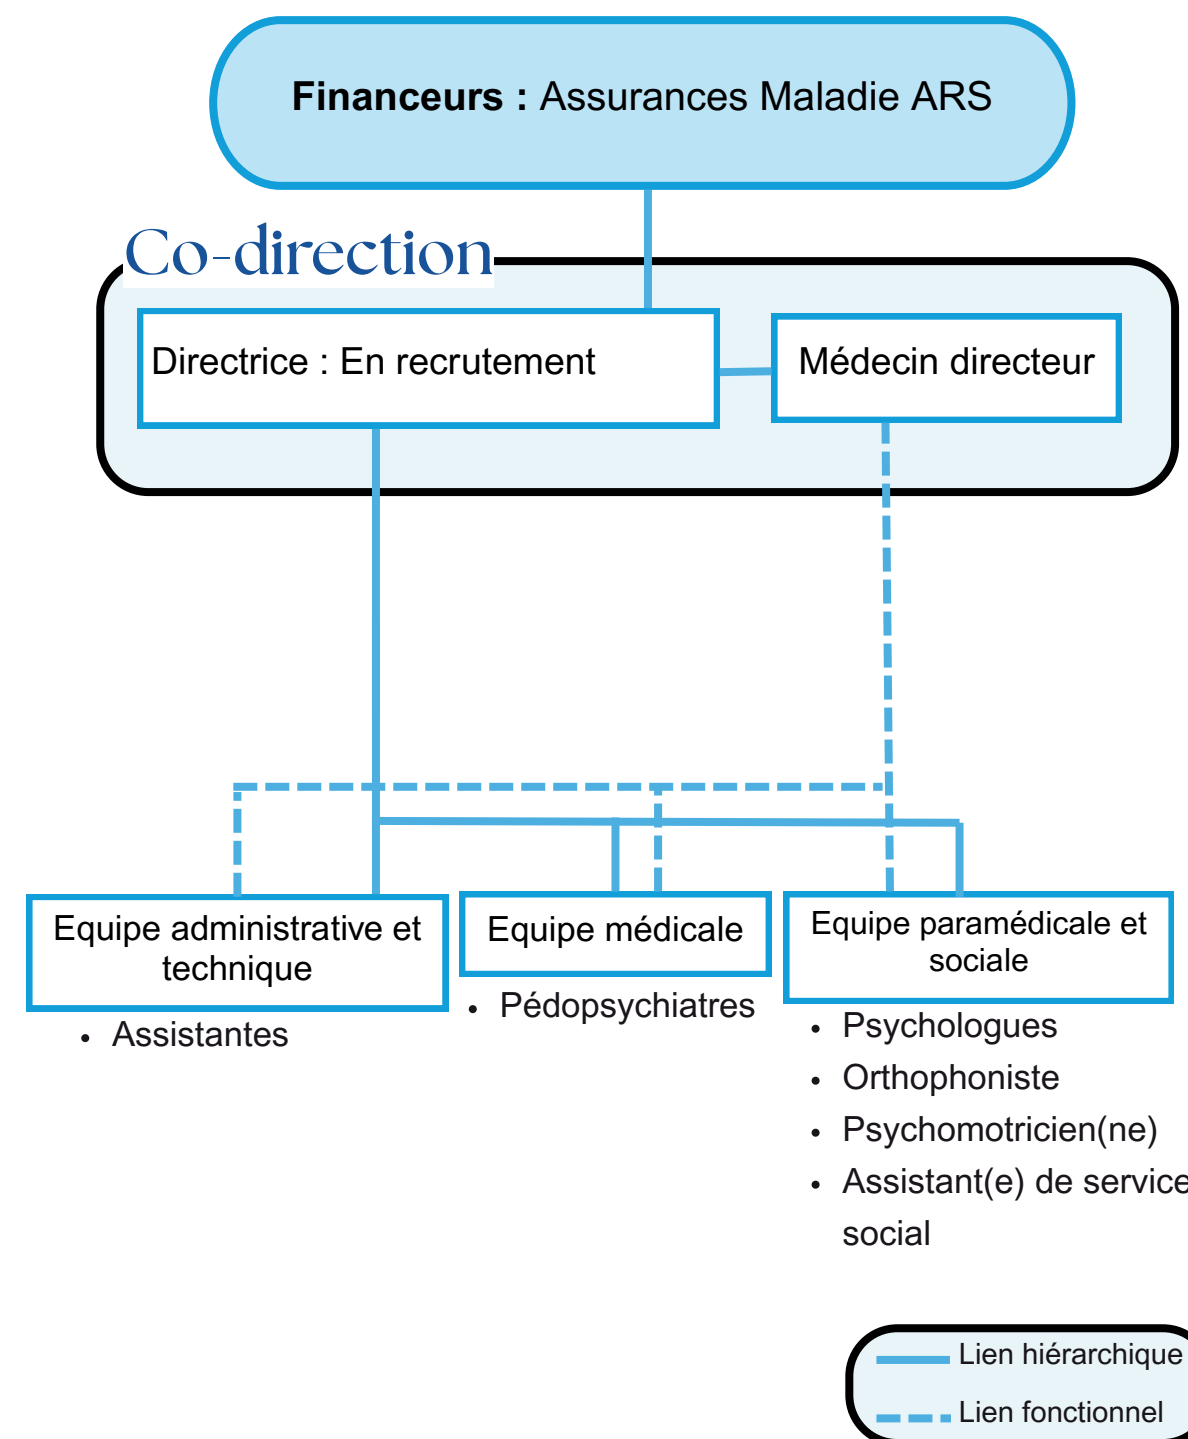 Financeurs : Assurances Maladie ARS
Co-direction
Directrice : En recrutement
Médecin directeur
Equipe administrative et
technique
• Assistantes
Equipe médicale
• Pédopsychiatres
Equipe paramédicale et
sociale
• Psychologues
• Orthophoniste
• Psychomotricien(ne)
• Assistant(e) de service
social
Lien hiérarchique
Lien fonctionnel